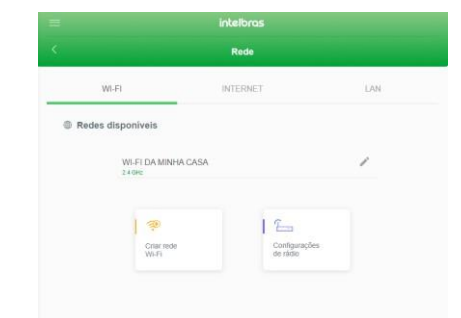 intelbras
Rede
WI-FI
INTERNET
LAN
Redes disponíveis
WI-FI DA MINHA CASA
2.4 GHz
Criar rede
Wi-Fi
Configurações
de rádio